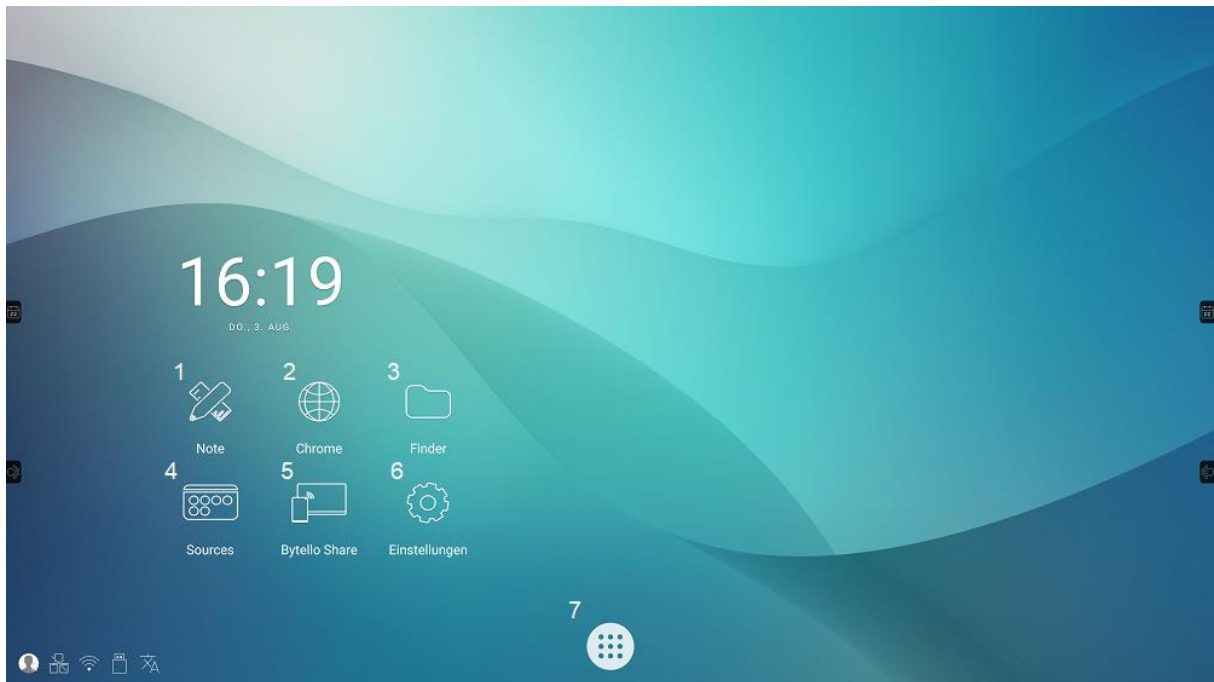 16:19
DO., 3. AUG.
1 2 3
Note Chrome Finder
4 5 6
Sources Bytello Share Einstellungen
7